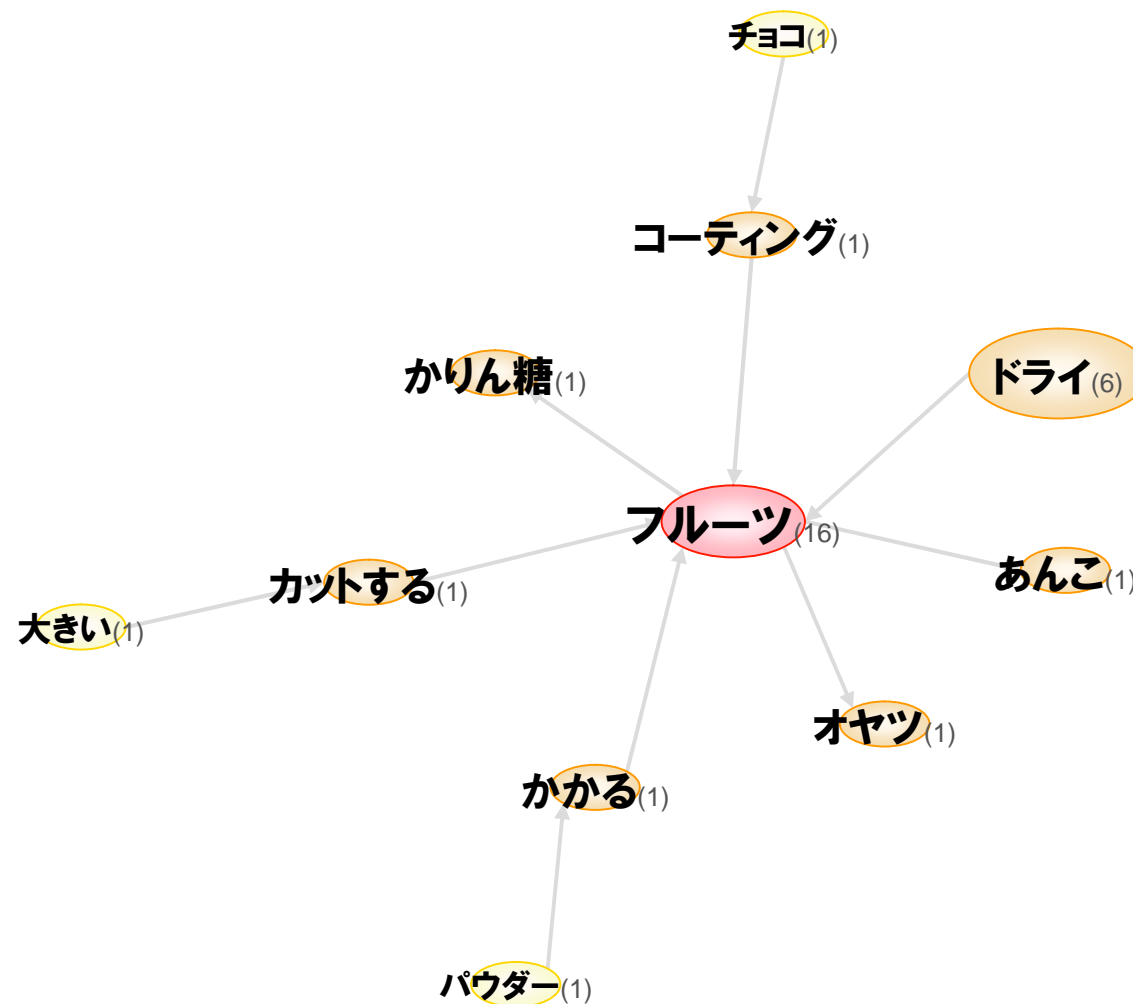 チョコ(1)
コーティング(1)
かりん糖(1)
ドライ(6)
フルーツ(16)
あんこ(1)
カットする(1)
大きい(1)
オヤツ(1)
かかる(1)
パウダー(1)